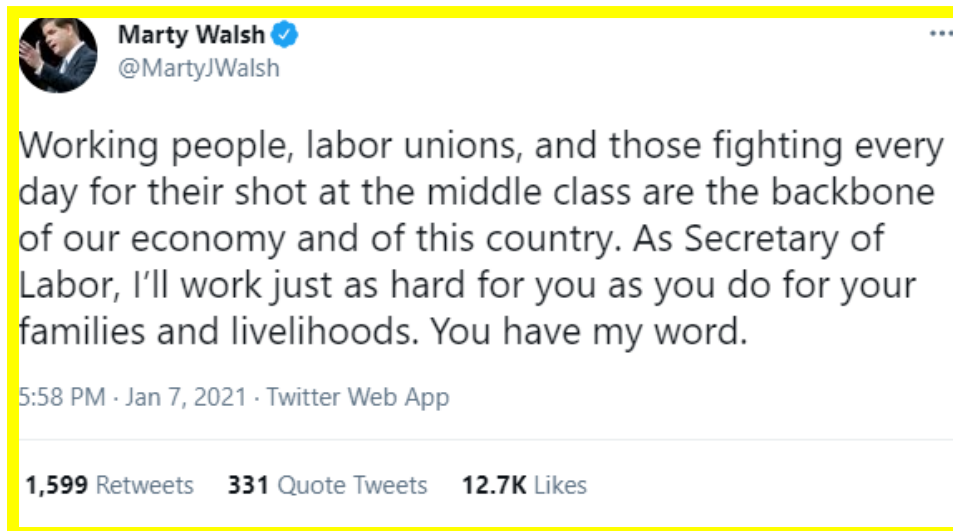 Marty Walsh
@MartyJWalsh
Working people, labor unions, and those fighting every
day for their shot at the middle class are the backbone
of our economy and of this country. As Secretary of
Labor, I’ll work just as hard for you as you do for your
families and livelihoods. You have my word.
5:58 PM · Jan 7, 2021 · Twitter Web App
1,599 Retweets 331 Quote Tweets 12.7K Likes